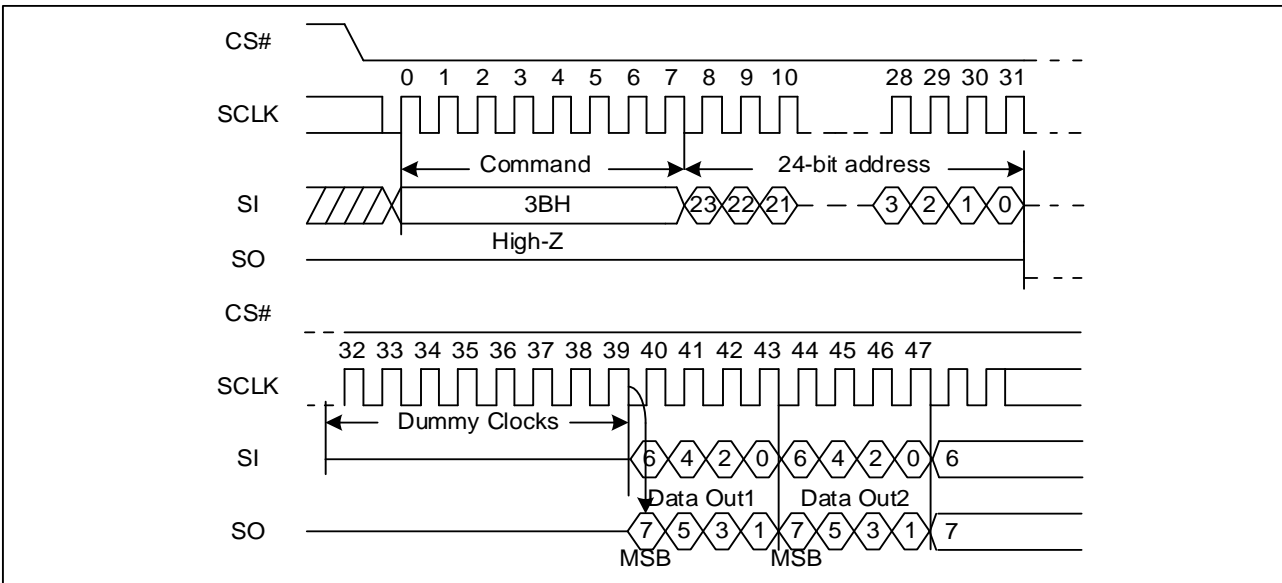 CS#
0 1 2 3 4 5 6 7 8 9 10 28 29 30 31
SCLK
Command 24-bit address
SI 3BH 23 22 21 3 2 1 0
High-Z
SO
CS#
32 33 34 35 36 37 38 39 40 41 42 43 44 45 46 47
SCLK
Dummy Clocks
SI 6 4 2 0 6 4 2 0 6
Data Out1 Data Out2
SO 7 5 3 1 7 5 3 1 7
MSB MSB